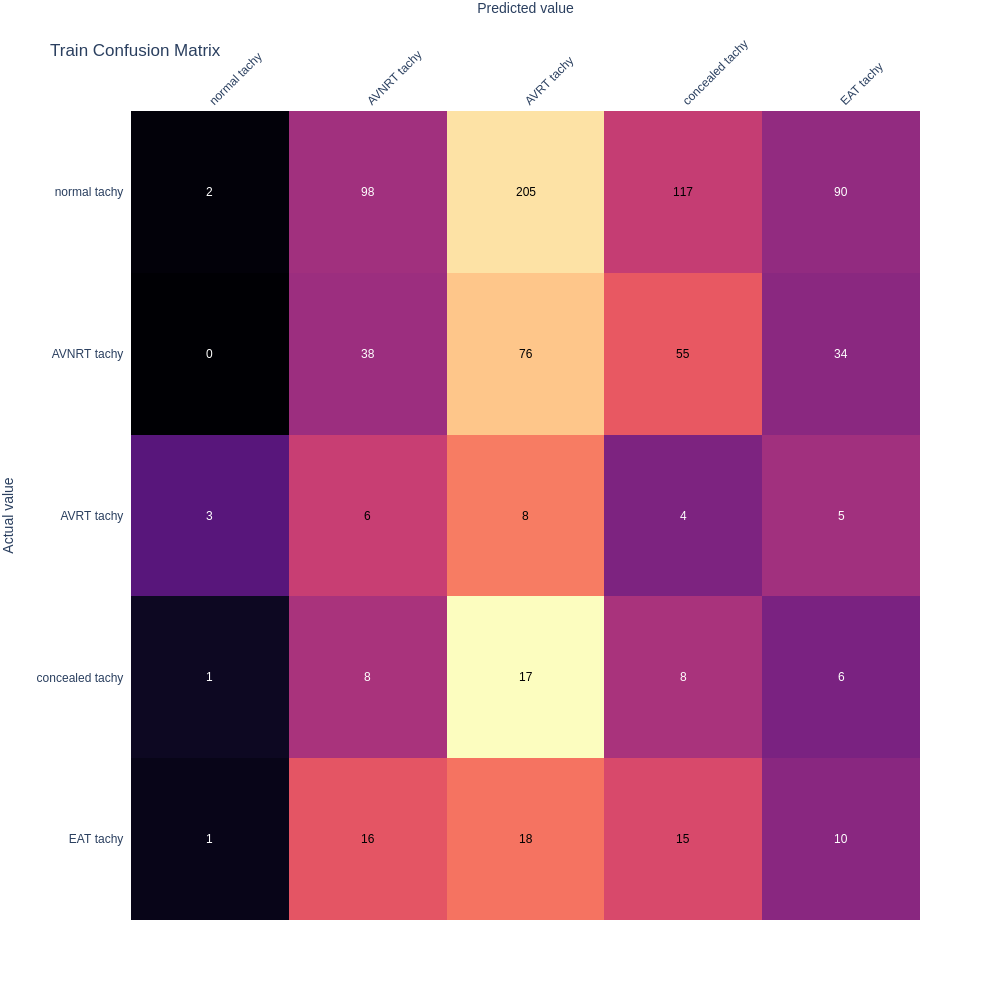 Predicted value
Train Confusion Matrix
normal tachy
AVNRT tachy
AVRT tachy
concealed tachy
EAT tachy
normal tachy 2 98 205 117 90
AVNRT tachy 0 38 76 55 34
AVRT tachy 3 6 8 4 5
concealed tachy 1 8 17 8 6
EAT tachy 1 16 18 15 10
Actual value